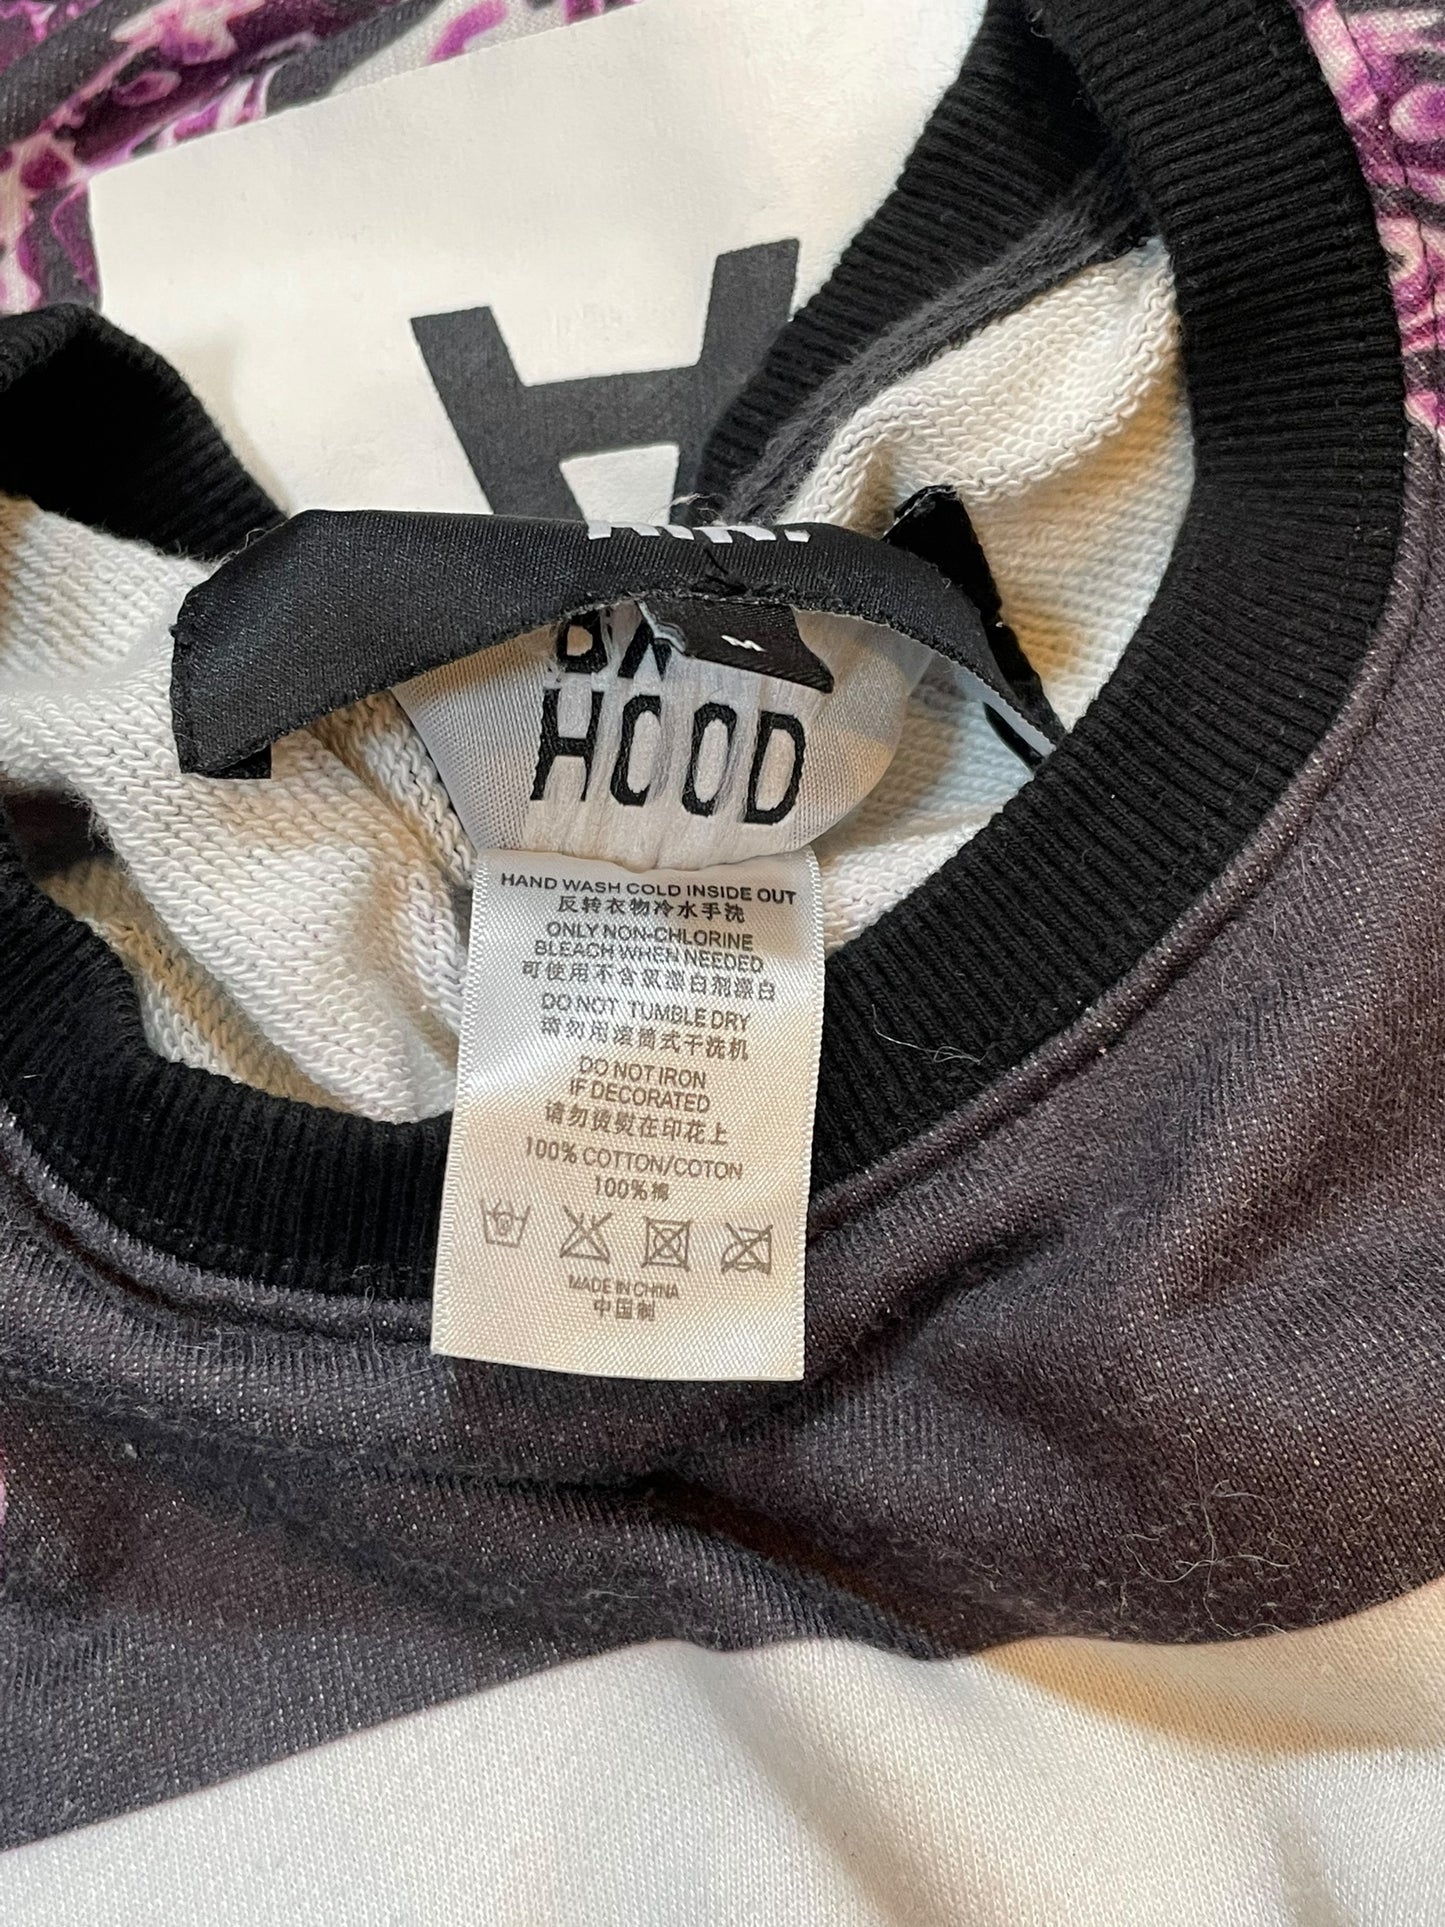 H
HOOD
HAND WASH COLD INSIDE OUT
反转衣物冷水手洗
ONLY NON-CHLORINE
BLEACH WHEN NEEDED
可使用不含氯漂白剂漂白
DO NOT TUMBLE DRY
请勿用滚筒式干洗机
DO NOT IRON
IF DECORATED
请勿烫熨在印花上
100% COTTON/COTON
100% 棉
MADE IN CHINA
中国制